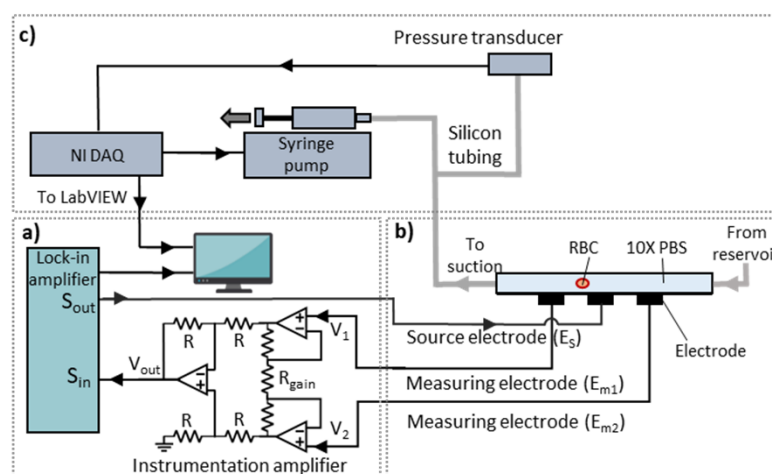 c)
Pressure transducer
NI DAQ
Syringe
pump
Silicon
tubing
To LabVIEW
a)
Lock-in
amplifier
Sout
Sin
Vout
R
R
V1
Rgain
R
R
V2
Instrumentation amplifier
b)
To
suction
RBC
10X PBS
From
reservoir
Source electrode (ES)
Electrode
Measuring electrode (Em1)
Measuring electrode (Em2)